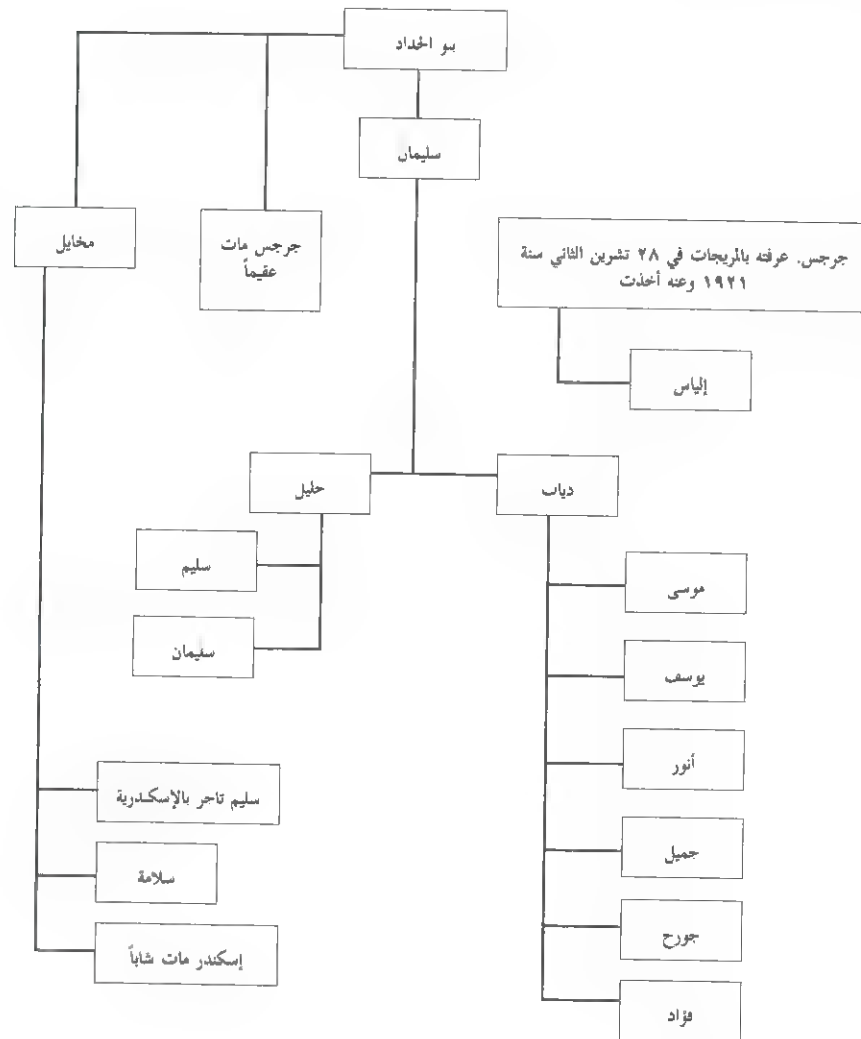 بنو الحداد
سليمان
مخايل
جرجس مات
عقيماً
جرجس. عرفته بالمريجات في ٢٨ تشرين الثاني سنة
١٩٢١ وعنه أخذت
إلياس
خليل
دياب
سليم
سليمان
موسى
يوسف
أنور
جميل
جورج
فؤاد
سليم تاجر بالإسكندرية
سلامة
إسكندر مات شاباً